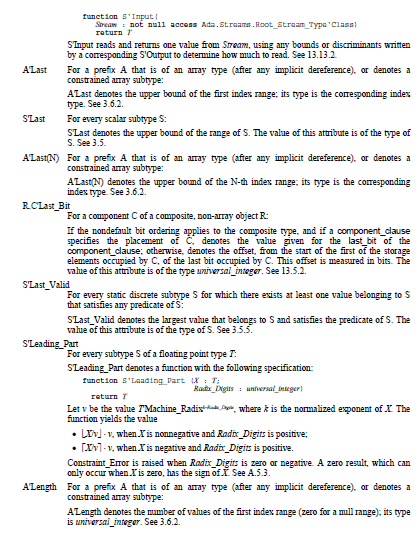 function S'Input(
Stream : not null access Ada.Streams.Root_Stream_Type'Class)
return T
S'Input reads and returns one value from Stream, using any bounds or discriminants written
by a corresponding S'Output to determine how much to read. See 13.13.2.
A'Last For a prefix A that is of an array type (after any implicit dereference), or denotes a
constrained array subtype:
A'Last denotes the upper bound of the first index range; its type is the corresponding index
type. See 3.6.2.
S'Last For every scalar subtype S:
S'Last denotes the upper bound of the range of S. The value of this attribute is of the type of
S. See 3.5.
A'Last(N) For a prefix A that is of an array type (after any implicit dereference), or denotes a
constrained array subtype:
A'Last(N) denotes the upper bound of the N-th index range; its type is the corresponding
index type. See 3.6.2.
R.C'Last_Bit
For a component C of a composite, non-array object R:
If the nondefault bit ordering applies to the composite type, and if a component_clause
specifies the placement of C, denotes the value given for the last_bit of the
component_clause; otherwise, denotes the offset, from the start of the first of the storage
elements occupied by C, of the last bit occupied by C. This offset is measured in bits. The
value of this attribute is of the type universal_integer. See 13.5.2.
S'Last_Valid
For every static discrete subtype S for which there exists at least one value belonging to S
that satisfies any predicate of S:
S'Last_Valid denotes the largest value that belongs to S and satisfies the predicate of S. The
value of this attribute is of the type of S. See 3.5.5.
S'Leading_Part
For every subtype S of a floating point type T:
S'Leading_Part denotes a function with the following specification:
function S'Leading_Part (X : T;
Radix_Digits : universal_integer)
return T
Let v be the value T'Machine_Radix^k–Radix_Digits, where k is the normalized exponent of X. The
function yields the value
• ⌊X/v⌋ · v, when X is nonnegative and Radix_Digits is positive;
• ⌈X/v⌉ · v, when X is negative and Radix_Digits is positive.
Constraint_Error is raised when Radix_Digits is zero or negative. A zero result, which can
only occur when X is zero, has the sign of X. See A.5.3.
A'Length For a prefix A that is of an array type (after any implicit dereference), or denotes a
constrained array subtype:
A'Length denotes the number of values of the first index range (zero for a null range); its type
is universal_integer. See 3.6.2.